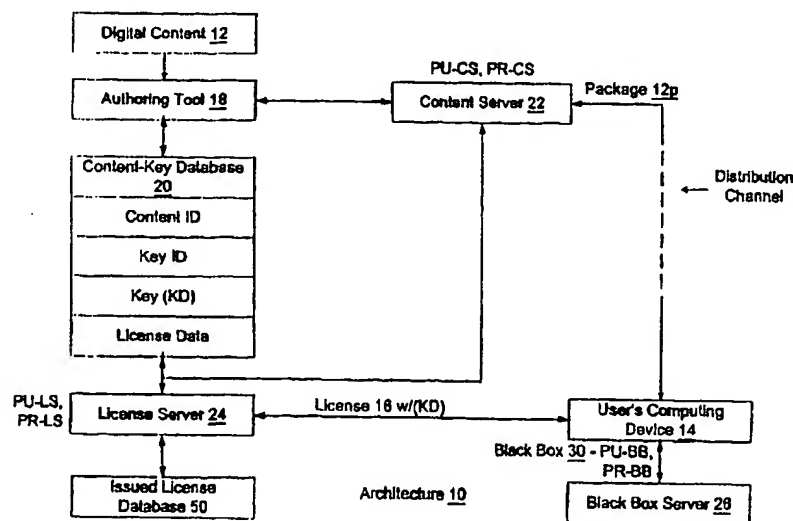 Digital Content 12
PU-CS, PR-CS
Authoring Tool 18
Content Server 22
Package 12p
Content-Key Database
20
Content ID
Key ID
Key (KD)
License Data
Distribution
Channel
PU-LS,
PR-LS
License Server 24
License 16 w/(KD)
User's Computing
Device 14
Black Box 30 - PU-BB,
PR-BB
Issued License
Database 50
Architecture 10
Black Box Server 26